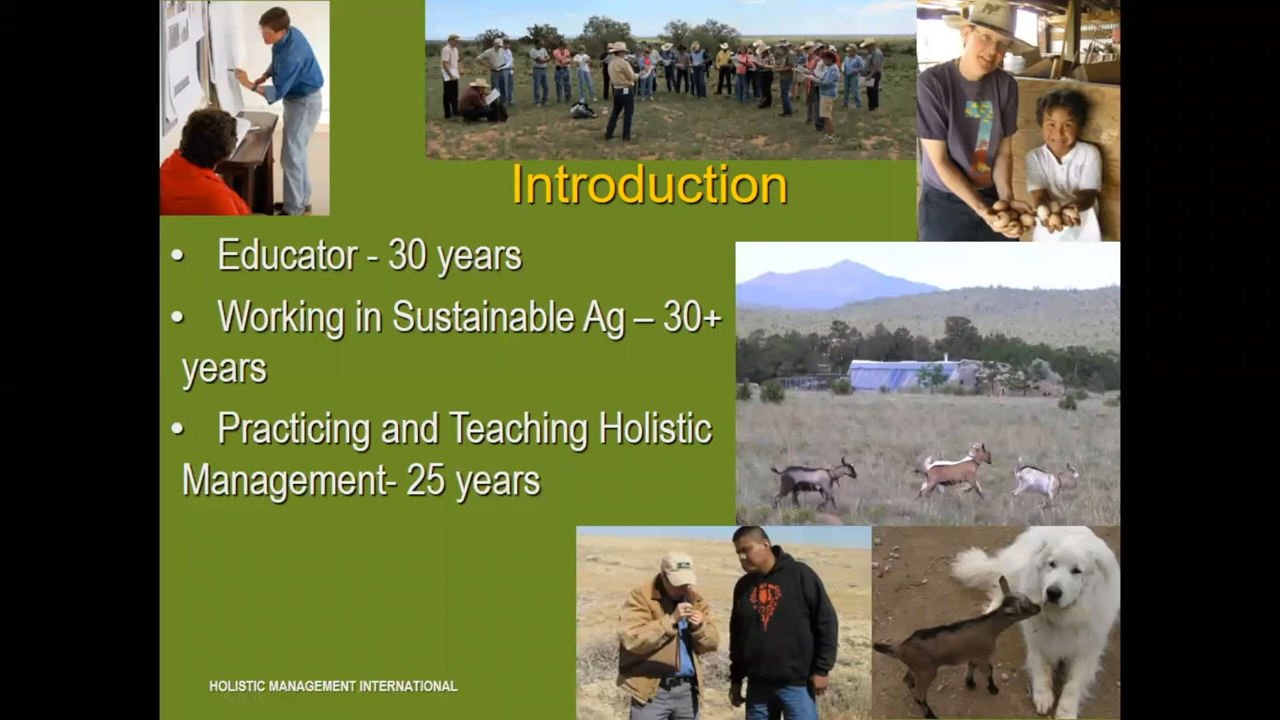 Introduction
• Educator - 30 years
• Working in Sustainable Ag – 30+
years
• Practicing and Teaching Holistic
Management- 25 years
HOLISTIC MANAGEMENT INTERNATIONAL